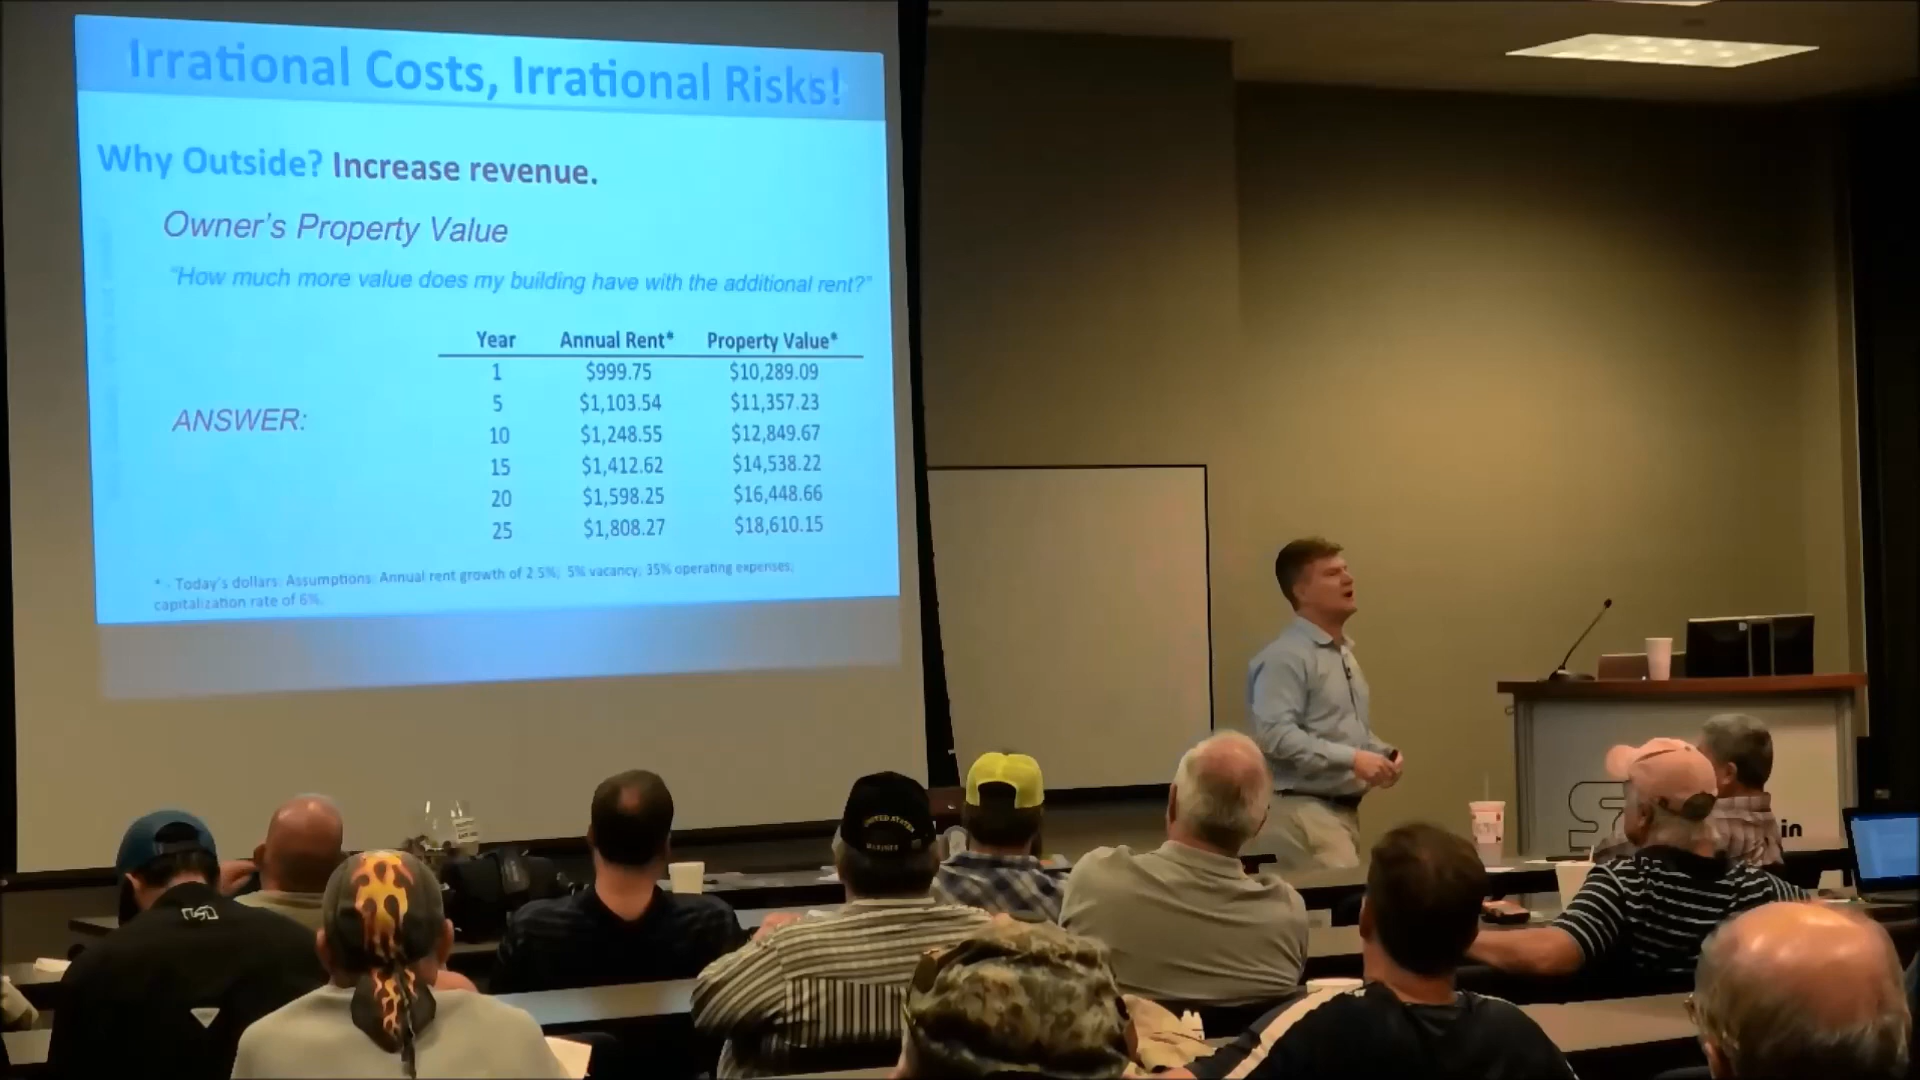 Irrational Costs, Irrational Risks!
Why Outside? Increase revenue.
Owner's Property Value
"How much more value does my building have with the additional rent?"
Year Annual Rent* Property Value*
1 $999.75 $10,289.09
5 $1,103.54 $11,357.23
ANSWER:
10 $1,248.55 $12,849.67
15 $1,412.62 $14,538.22
20 $1,598.25 $16,448.66
25 $1,808.27 $18,610.15
* - Today's dollars. Assumptions: Annual rent growth of 2.5%; 5% vacancy; 35% operating expenses;
capitalization rate of 6%.
UNITED STATES
in